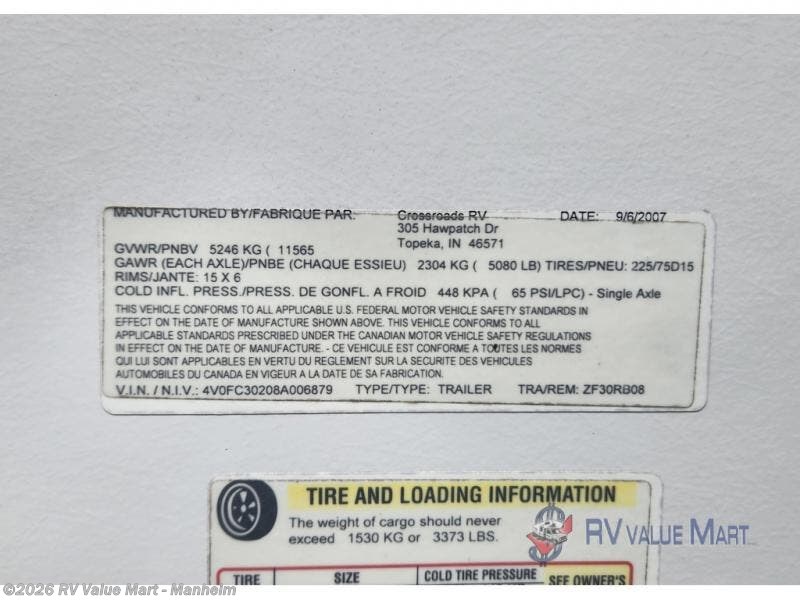 MANUFACTURED BY/FABRIQUE PAR: Crossroads RV DATE: 9/6/2007
305 Hawpatch Dr
Topeka, IN 46571
GVWR/PNBV 5246 KG ( 11565
GAWR (EACH AXLE)/PNBE (CHAQUE ESSIEU) 2304 KG ( 5080 LB) TIRES/PNEU: 225/75D15
RIMS/JANTE: 15 X 6
COLD INFL. PRESS./PRESS. DE GONFL. A FROID 448 KPA ( 65 PSI/LPC) - Single Axle
THIS VEHICLE CONFORMS TO ALL APPLICABLE U.S. FEDERAL MOTOR VEHICLE SAFETY STANDARDS IN
EFFECT ON THE DATE OF MANUFACTURE SHOWN ABOVE. THIS VEHICLE CONFORMS TO ALL
APPLICABLE STANDARDS PRESCRIBED UNDER THE CANADIAN MOTOR VEHICLE SAFETY REGULATIONS
IN EFFECT ON THE DATE OF MANUFACTURE. - CE VEHICULE EST CONFORME A TOUTES LES NORMES
QUI LUI SONT APPLICABLES EN VERTU DU REGLEMENT SUR LA SECURITE DES VEHICULES
AUTOMOBILES DU CANADA EN VIGEUR A LA DATE DE SA FABRICATION.
V.I.N. / N.I.V.: 4V0FC30208A006879 TYPE/TYPE: TRAILER TRA/REM: ZF30RB08
TIRE AND LOADING INFORMATION
The weight of cargo should never
exceed 1530 KG or 3373 LBS.
RV VALUE MART
TIRE SIZE COLD TIRE PRESSURE SEE OWNER'S
©2026 RV Value Mart - Manheim